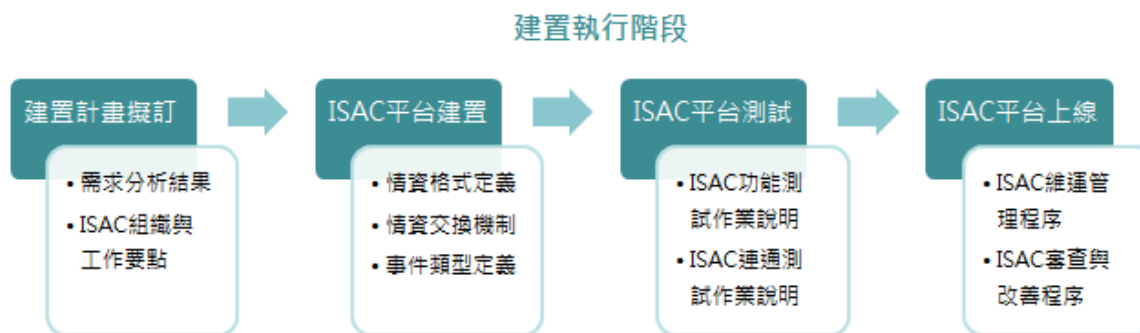 建置執行階段
建置計畫擬訂
• 需求分析結果
• ISAC組織與
工作要點
ISAC平台建置
• 情資格式定義
• 情資交換機制
• 事件類型定義
ISAC平台測試
• ISAC功能測
試作業說明
• ISAC連通測
試作業說明
ISAC平台上線
• ISAC維運管
理程序
• ISAC審查與
改善程序